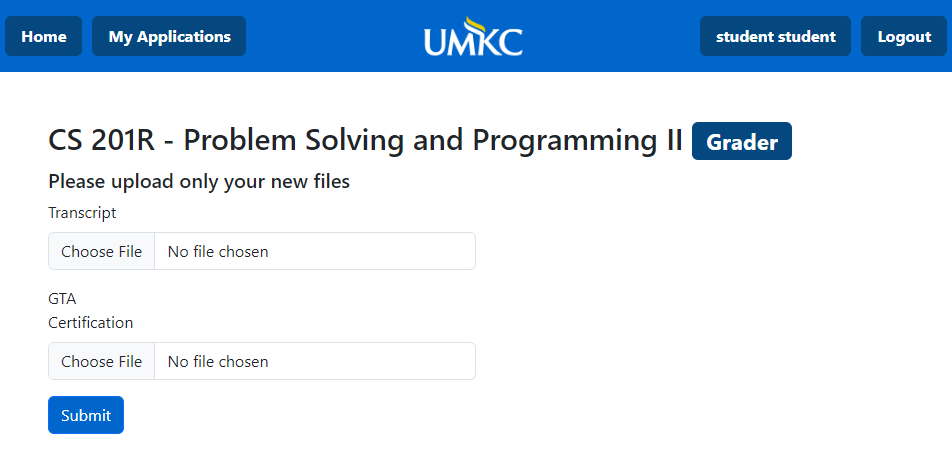 Home My Applications UMKC student student Logout
CS 201R - Problem Solving and Programming II Grader
Please upload only your new files
Transcript
Choose File No file chosen
GTA
Certification
Choose File No file chosen
Submit